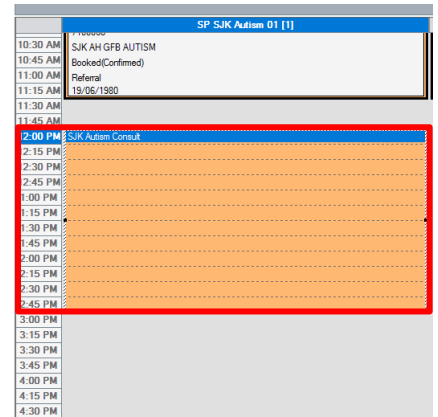 SP SJK Autism 01 [1]
10:30 AM SJK AH GFB AUTISM
10:45 AM Booked(Confirmed)
11:00 AM Referral
11:15 AM 19/06/1980
11:30 AM
11:45 AM
12:00 PM SJK Autism Consult
2:15 PM
2:30 PM
2:45 PM
1:00 PM
1:15 PM
1:30 PM
1:45 PM
2:00 PM
2:15 PM
2:30 PM
2:45 PM
3:00 PM
3:15 PM
3:30 PM
3:45 PM
4:00 PM
4:15 PM
4:30 PM